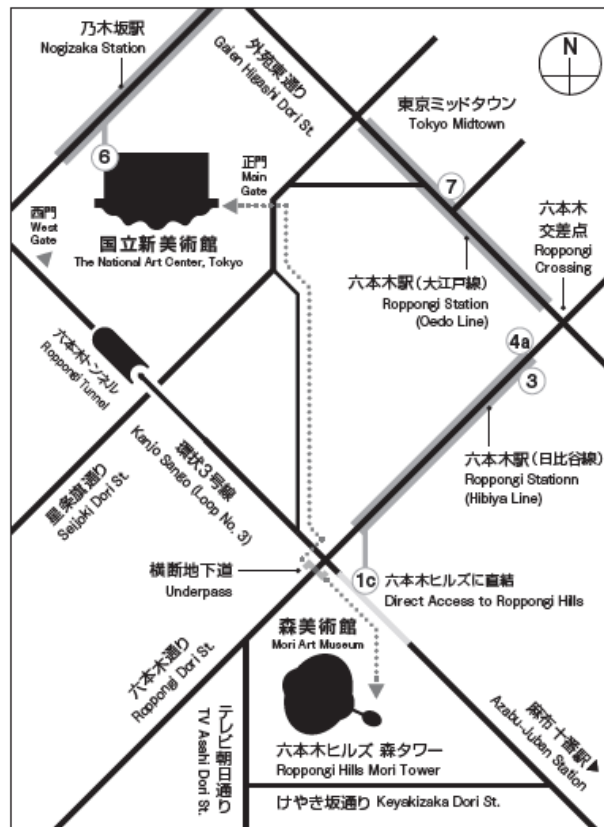 乃木坂駅
Nogizaka Station
外苑東通り
Gaien Higashi Dori St.
N
東京ミッドタウン
Tokyo Midtown
6
正門
Main
Gate
7
西門
West
Gate
国立新美術館
The National Art Center, Tokyo
六本木
交差点
Roppongi
Crossing
六本木駅(大江戸線)
Roppongi Station
(Oedo Line)
六本木トンネル
Roppongi Tunnel
4a
3
環状3号線
Kanjo Sango (Loop No. 3)
星条旗通り
Seijoki Dori St.
六本木駅(日比谷線)
Roppongi Stationn
(Hibiya Line)
横断地下道
Underpass
1c
六本木ヒルズに直結
Direct Access to Roppongi Hills
森美術館
Mori Art Museum
六本木通り
Roppongi Dori St.
テレビ朝日通り
TV Asahi Dori St.
六本木ヒルズ 森タワー
Roppongi Hills Mori Tower
麻布十番駅
Azabu-Juban Station
けやき坂通り Keyakizaka Dori St.